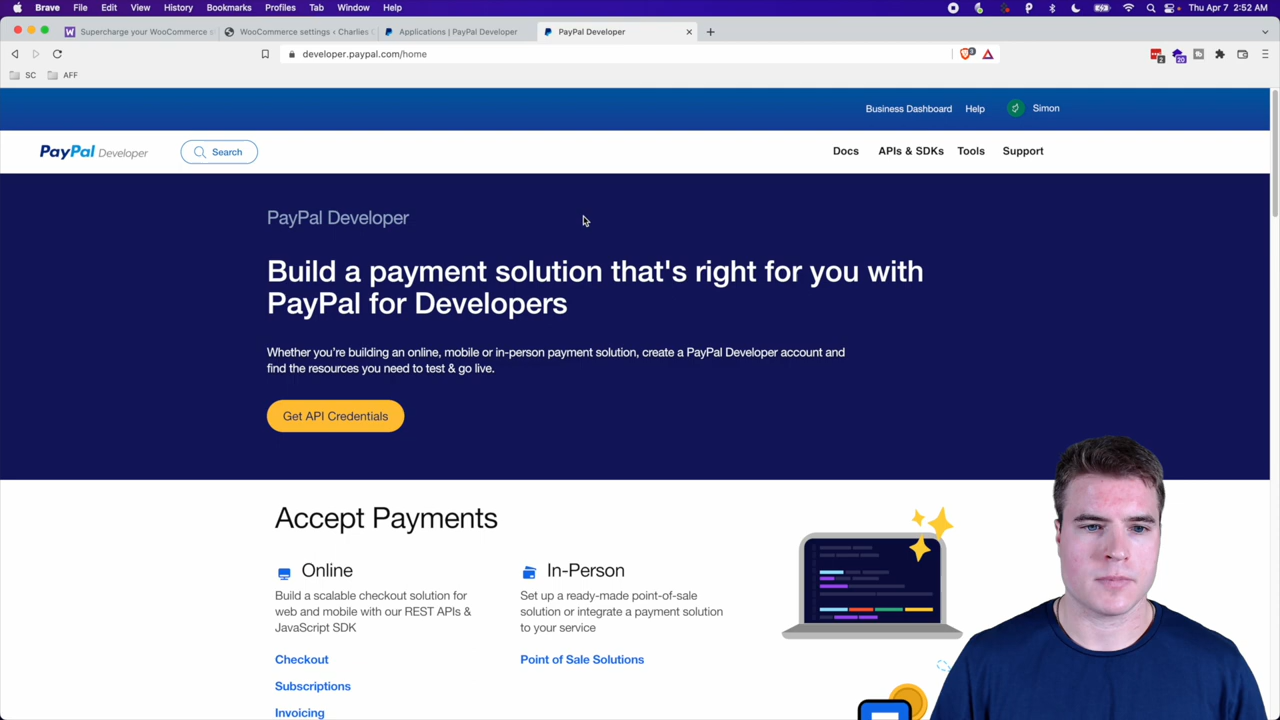 Brave File Edit View History Bookmarks Profiles Tab Window Help Thu Apr 7 2:52 AM
Supercharge your WooCommerce s WooCommerce settings ‹ Charlies C Applications | PayPal Developer PayPal Developer
developer.paypal.com/home
SC AFF
Business Dashboard Help Simon
PayPal Developer Search Docs APIs & SDKs Tools Support
PayPal Developer
Build a payment solution that's right for you with
PayPal for Developers
Whether you're building an online, mobile or in-person payment solution, create a PayPal Developer account and
find the resources you need to test & go live.
Get API Credentials
Accept Payments
Online
Build a scalable checkout solution for
web and mobile with our REST APIs &
JavaScript SDK
Checkout
Subscriptions
Invoicing
In-Person
Set up a ready-made point-of-sale
solution or integrate a payment solution
to your service
Point of Sale Solutions